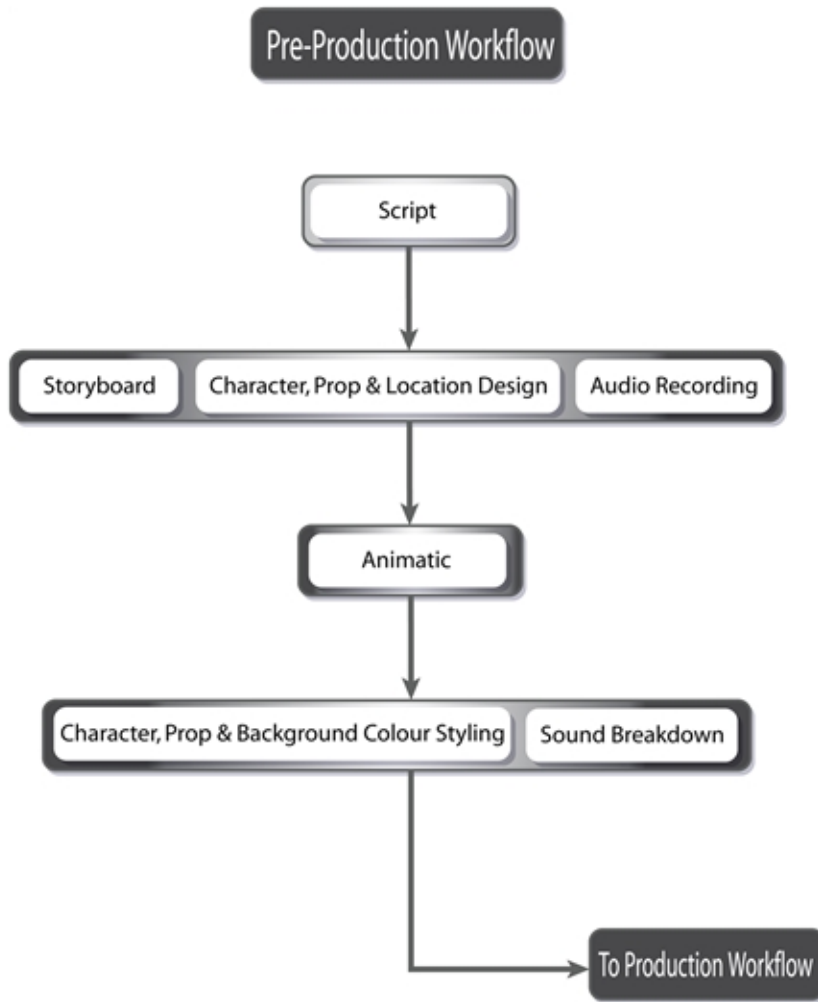 Pre-Production Workflow
Script
Storyboard
Character, Prop & Location Design
Audio Recording
Animatic
Character, Prop & Background Colour Styling
Sound Breakdown
To Production Workflow